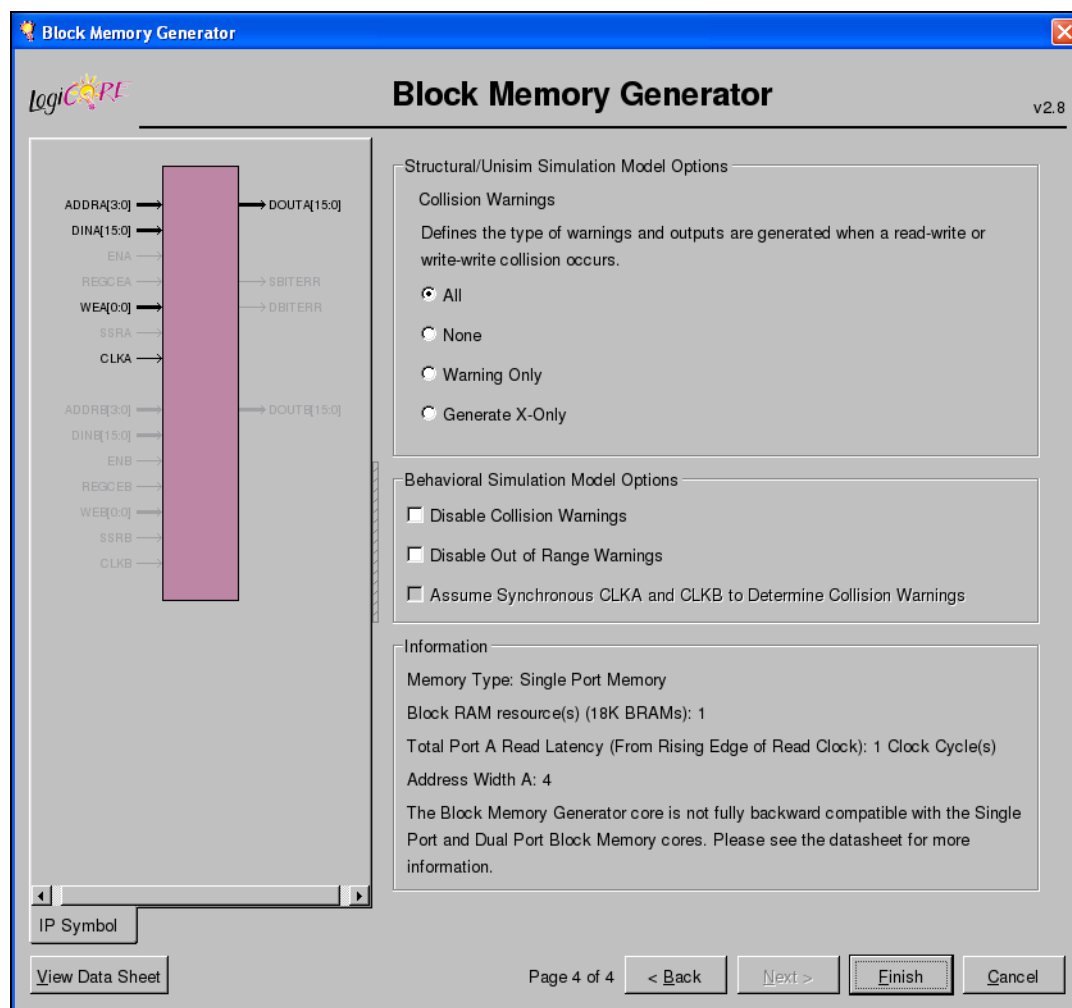 Block Memory Generator
LogiCORE
Block Memory Generator
v2.8
ADDRA[3:0]
DOUTA[15:0]
DINA[15:0]
ENA
REGCEA
SBITERR
WEA[0:0]
DBITERR
SSRA
CLKA
ADDRB[3:0]
DOUTB[15:0]
DINB[15:0]
ENB
REGCEB
WEB[0:0]
SSRB
CLKB
IP Symbol
Structural/Unisim Simulation Model Options
Collision Warnings
Defines the type of warnings and outputs are generated when a read-write or
write-write collision occurs.
All
None
Warning Only
Generate X-Only
Behavioral Simulation Model Options
Disable Collision Warnings
Disable Out of Range Warnings
Assume Synchronous CLKA and CLKB to Determine Collision Warnings
Information
Memory Type: Single Port Memory
Block RAM resource(s) (18K BRAMs): 1
Total Port A Read Latency (From Rising Edge of Read Clock): 1 Clock Cycle(s)
Address Width A: 4
The Block Memory Generator core is not fully backward compatible with the Single
Port and Dual Port Block Memory cores. Please see the datasheet for more
information.
View Data Sheet
Page 4 of 4
< Back
Next >
Finish
Cancel